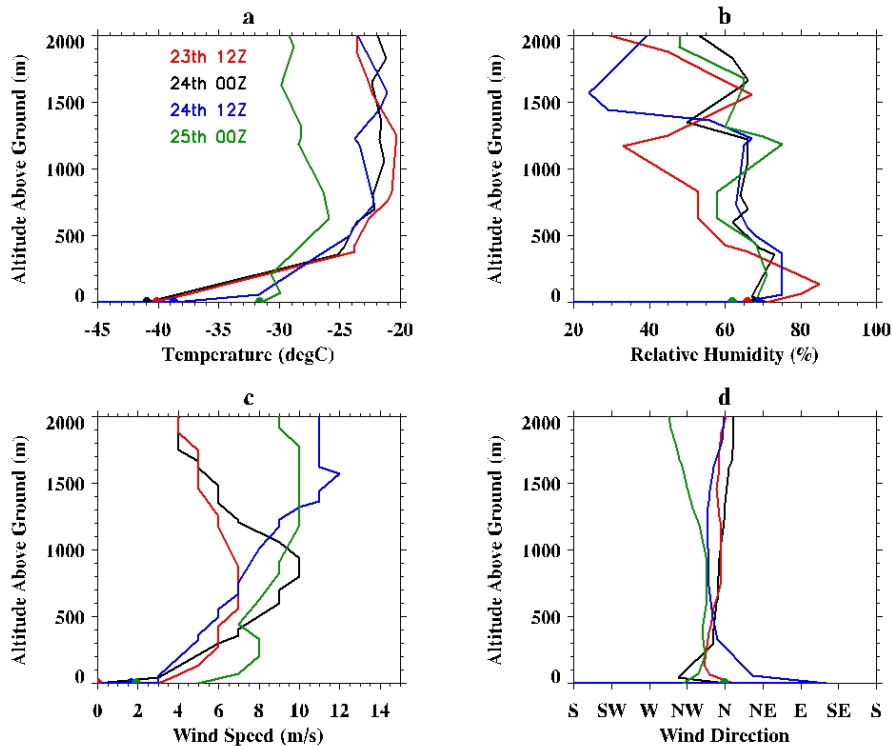 a
2000
1500
1000
500
0
Altitude Above Ground (m)
23th 12Z
24th 00Z
24th 12Z
25th 00Z
-45 -40 -35 -30 -25 -20
Temperature (degC)
b
2000
1500
1000
500
0
Altitude Above Ground (m)
20 40 60 80 100
Relative Humidity (%)
c
2000
1500
1000
500
0
Altitude Above Ground (m)
0 2 4 6 8 10 12 14
Wind Speed (m/s)
d
2000
1500
1000
500
0
Altitude Above Ground (m)
S SW W NW N NE E SE S
Wind Direction